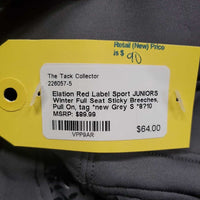 Retail (New) Price
is $90
The Tack Collector
226057-5
Elation Red Label Sport JUNIORS
Winter Full Seat Sticky Breeches,
Pull On, tag *new Grey S *8?10
MSRP: $99.99
$64.00
VPP9AR